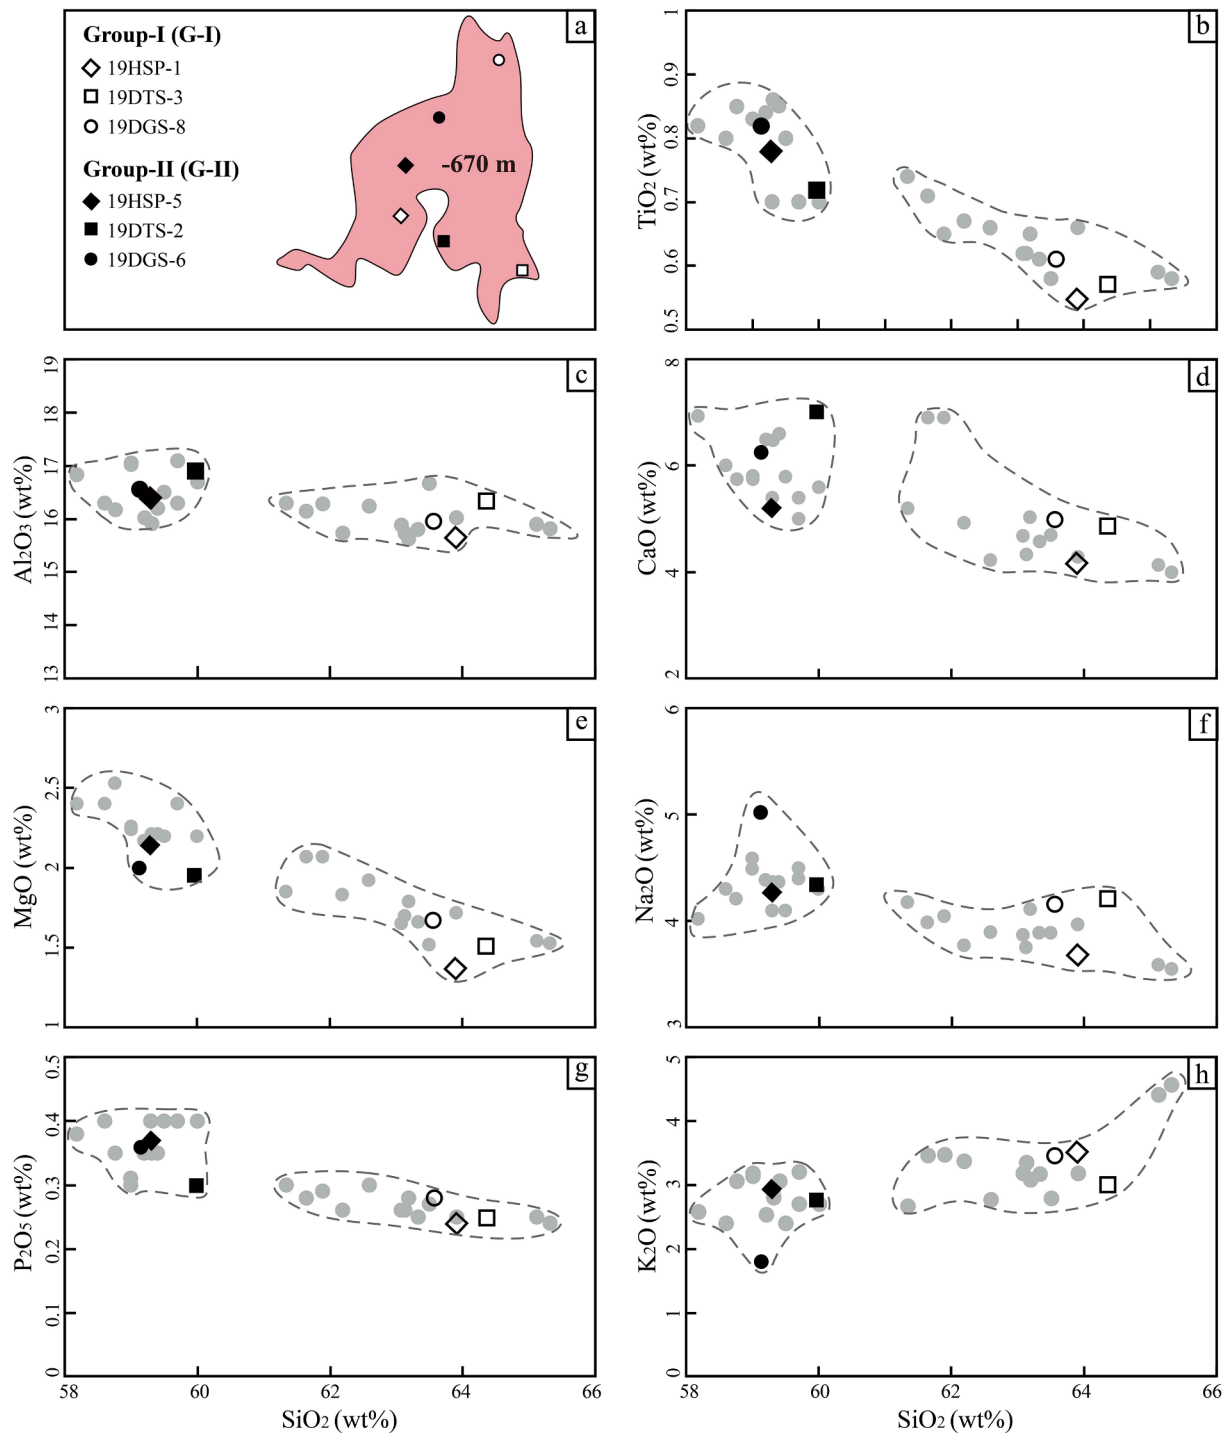 a
Group-I (G-I)
19HSP-1
19DTS-3
19DGS-8
Group-II (G-II)
19HSP-5
19DTS-2
19DGS-6
-670 m
b
TiO2 (wt%)
1
0.9
0.8
0.7
0.6
0.5
c
Al2O3 (wt%)
19
18
17
16
15
14
13
d
CaO (wt%)
8
6
4
2
e
MgO (wt%)
3
2.5
2
1.5
1
f
Na2O (wt%)
6
5
4
3
g
P2O5 (wt%)
0.5
0.4
0.3
0.2
0.1
0
58 60 62 64 66
SiO2 (wt%)
h
K2O (wt%)
5
4
3
2
1
0
58 60 62 64 66
SiO2 (wt%)